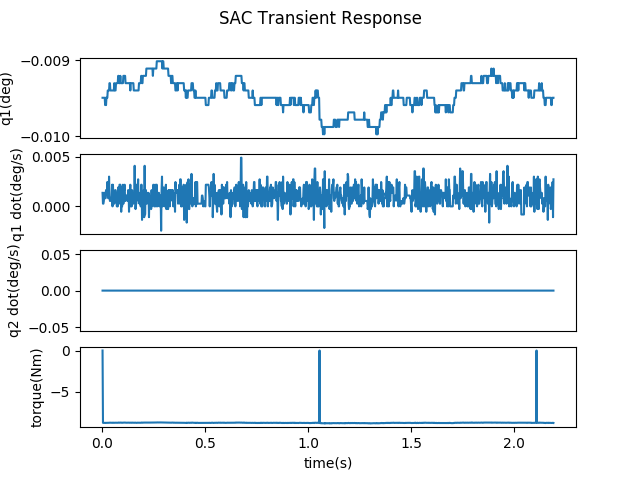 SAC Transient Response
−0.009
−0.010
q1(deg)
0.005
0.000
q1 dot(deg/s)
0.05
0.00
−0.05
q2 dot(deg/s)
0
−5
torque(Nm)
0.0 0.5 1.0 1.5 2.0
time(s)